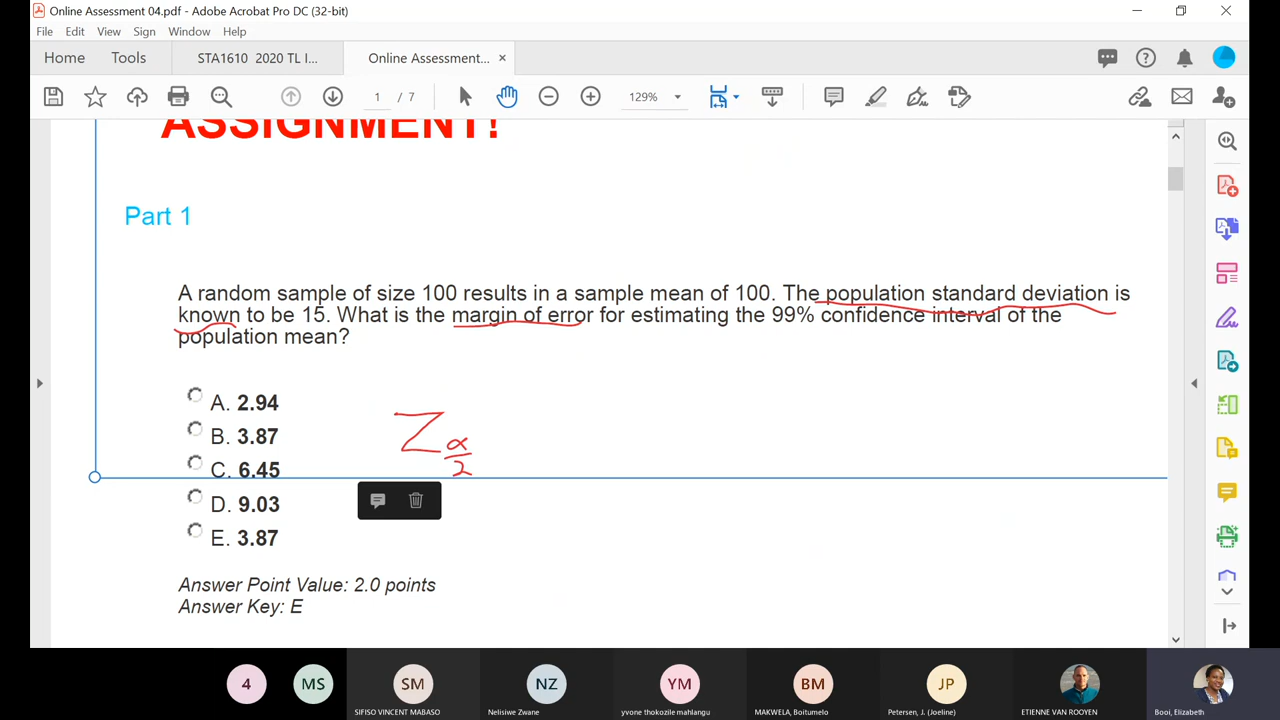 Online Assessment 04.pdf - Adobe Acrobat Pro DC (32-bit)
File Edit View Sign Window Help
Home Tools STA1610 2020 TL I... Online Assessment... ×
1 / 7 129%
ASSIGNMENT!
Part 1
A random sample of size 100 results in a sample mean of 100. The population standard deviation is
known to be 15. What is the margin of error for estimating the 99% confidence interval of the
population mean?
A. 2.94
B. 3.87
C. 6.45
D. 9.03
E. 3.87
Z α/2
Answer Point Value: 2.0 points
Answer Key: E
4 MS SM NZ YM BM JP
SIFISO VINCENT MABASO Nelisiwe Zwane yvone thokozile mahlangu MAKWELA, Boitumelo Petersen, J. (Joeline) ETIENNE VAN ROOYEN Booi, Elizabeth